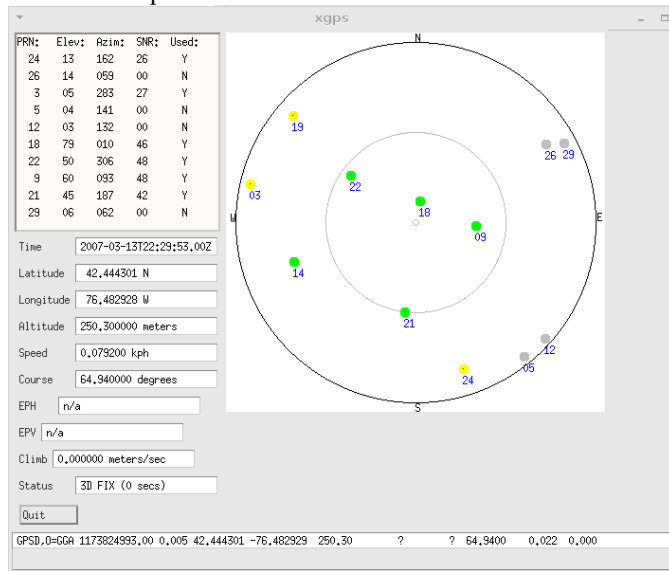 xgps
PRN: Elev: Azim: SNR: Used:
24 13 162 26 Y
26 14 059 00 N
3 05 283 27 Y
5 04 141 00 N
12 03 132 00 N
18 79 010 46 Y
22 50 306 48 Y
9 60 093 48 Y
21 45 187 42 Y
29 06 062 00 N
N
19
26 29
22
03
18
W
E
09
14
21
12
05
24
S
Time 2007-03-13T22:29:53.00Z
Latitude 42.444301 N
Longitude 76.482928 W
Altitude 250.300000 meters
Speed 0.079200 kph
Course 64.940000 degrees
EPH n/a
EPV n/a
Climb 0.000000 meters/sec
Status 3D FIX (0 secs)
Quit
GPSD,O=GGA 1173824993.00 0.005 42.444301 -76.482929 250.30 ? ? 64.9400 0.022 0.000